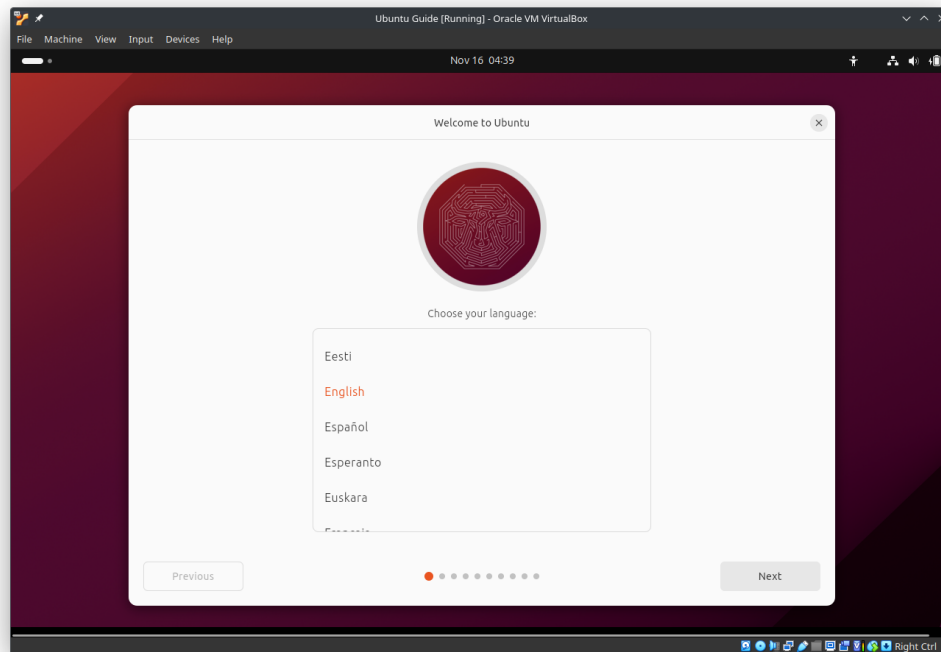 Ubuntu Guide [Running] - Oracle VM VirtualBox
File Machine View Input Devices Help
Nov 16 04:39
Welcome to Ubuntu
Choose your language:
Eesti
English
Español
Esperanto
Euskara
Previous
Next
Right Ctrl